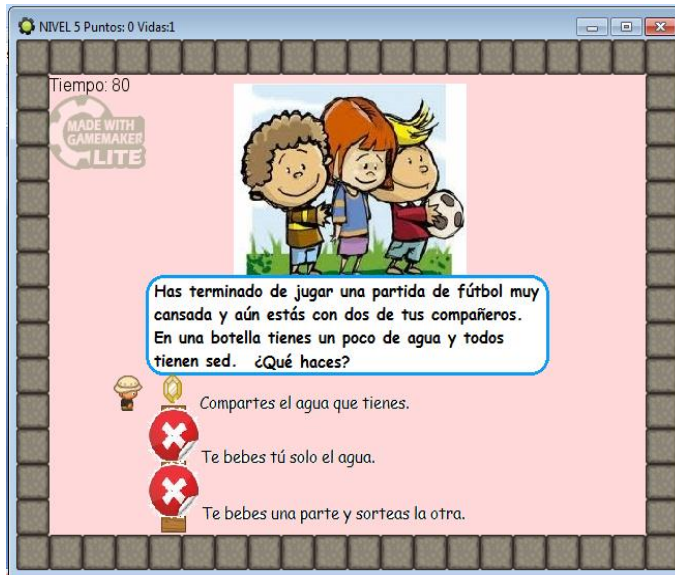 NIVEL 5 Puntos: 0 Vidas:1
Tiempo: 80
MADE WITH
GAMEMAKER
LITE
Has terminado de jugar una partida de fútbol muy
cansada y aún estás con dos de tus compañeros.
En una botella tienes un poco de agua y todos
tienen sed. ¿Qué haces?
Compartes el agua que tienes.
Te bebes tú solo el agua.
Te bebes una parte y sorteas la otra.